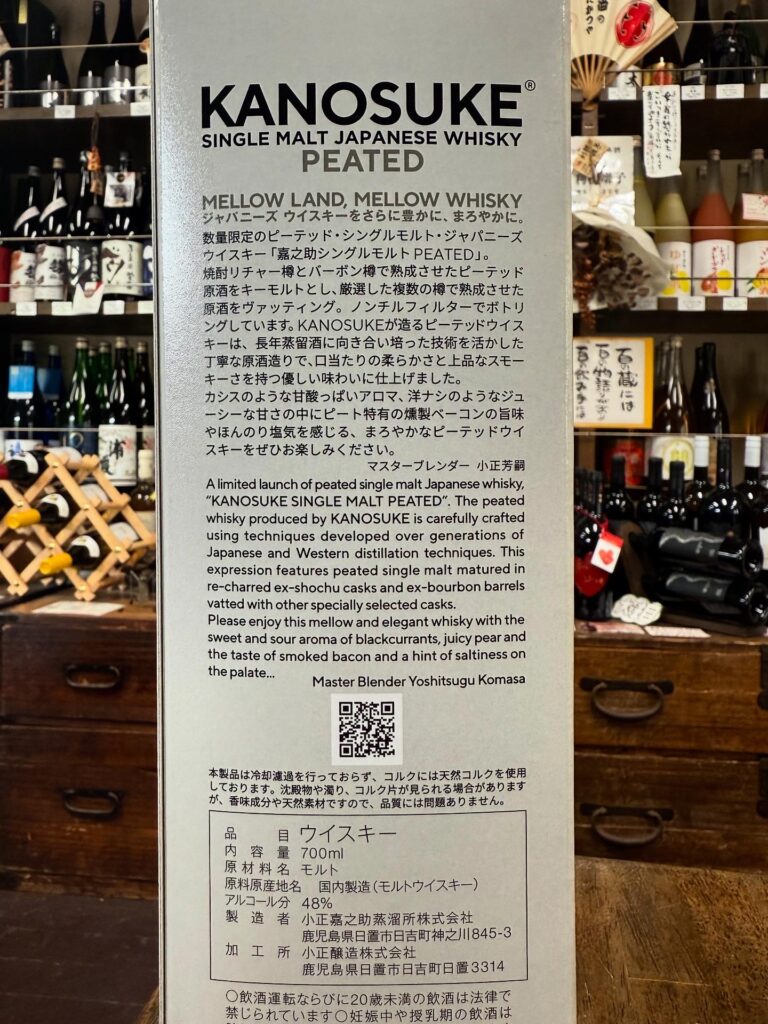 KANOSUKE®
SINGLE MALT JAPANESE WHISKY
PEATED
MELLOW LAND, MELLOW WHISKY
ジャパニーズ ウイスキーをさらに豊かに、まろやかに。
数量限定のピーテッド・シングルモルト・ジャパニーズ
ウイスキー「嘉之助シングルモルト PEATED」。
焼酎リチャー樽とバーボン樽で熟成させたピーテッド
原酒をキーモルトとし、厳選した複数の樽で熟成させた
原酒をヴァッティング。ノンチルフィルターでボトリ
ングしています。KANOSUKEが造るピーテッドウイス
キーは、長年蒸留酒に向き合い培った技術を活かした
丁寧な原酒造りで、口当たりの柔らかさと上品なスモー
キーさを持つ優しい味わいに仕上げました。
カシスのような甘酸っぱいアロマ、洋ナシのようなジュ
ーシーな甘さの中にピート特有の燻製ベーコンの旨味
やほんのり塩気を感じる、まろやかなピーテッドウイ
スキーをぜひお楽しみください。
マスターブレンダー 小正芳嗣
A limited launch of peated single malt Japanese whisky,
“KANOSUKE SINGLE MALT PEATED”. The peated
whisky produced by KANOSUKE is carefully crafted
using techniques developed over generations of
Japanese and Western distillation techniques. This
expression features peated single malt matured in
re-charred ex-shochu casks and ex-bourbon barrels
vatted with other specially selected casks.
Please enjoy this mellow and elegant whisky with the
sweet and sour aroma of blackcurrants, juicy pear and
the taste of smoked bacon and a hint of saltiness on
the palate...
Master Blender Yoshitsugu Komasa
本製品は冷却濾過を行っておらず、コルクには天然コルクを使用
しております。沈殿物や濁り、コルク片が見られる場合があります
が、香味成分や天然素材ですので、品質には問題ありません。
品目 ウイスキー
内容量 700ml
原材料名 モルト
原料原産地名 国内製造（モルトウイスキー）
アルコール分 48%
製造者 小正嘉之助蒸溜所株式会社
鹿児島県日置市日吉町神之川845-3
加工所 小正醸造株式会社
鹿児島県日置市日吉町日置3314
○飲酒運転ならびに20歳未満の飲酒は法律で
禁じられています○妊娠中や授乳期の飲酒は
百の蔵には
百の物語